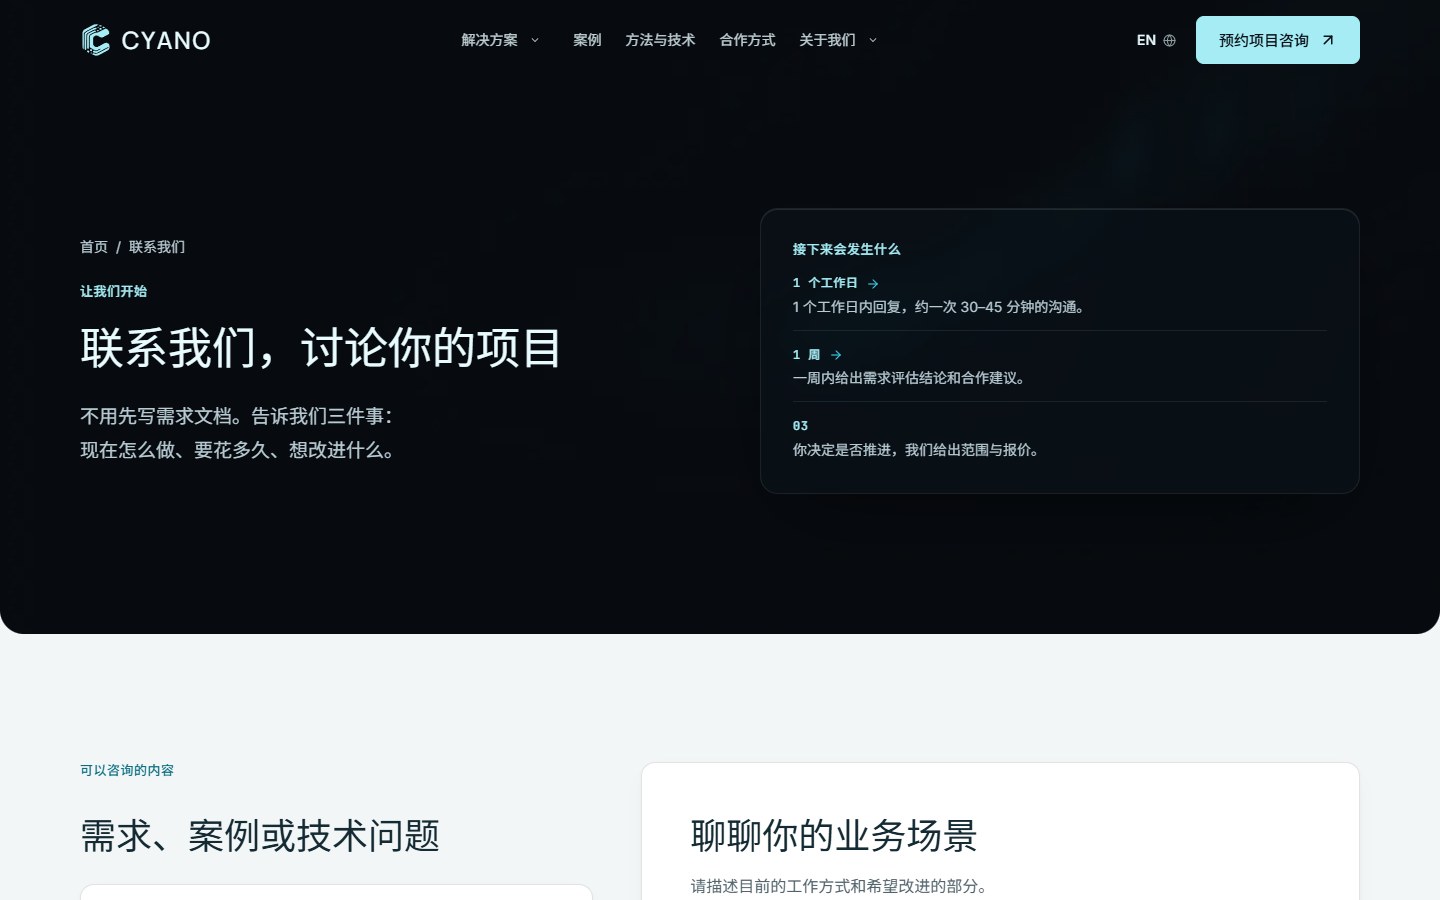 CYANO
解决方案
案例
方法与技术
合作方式
关于我们
EN
预约项目咨询
首页 / 联系我们
让我们开始
联系我们，讨论你的项目
不用先写需求文档。告诉我们三件事：
现在怎么做、要花多久、想改进什么。
接下来会发生什么
1 个工作日 →
1 个工作日内回复，约一次 30–45 分钟的沟通。
1 周 →
一周内给出需求评估结论和合作建议。
03
你决定是否推进，我们给出范围与报价。
可以咨询的内容
需求、案例或技术问题
聊聊你的业务场景
请描述目前的工作方式和希望改进的部分。